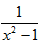 1
x² − 1